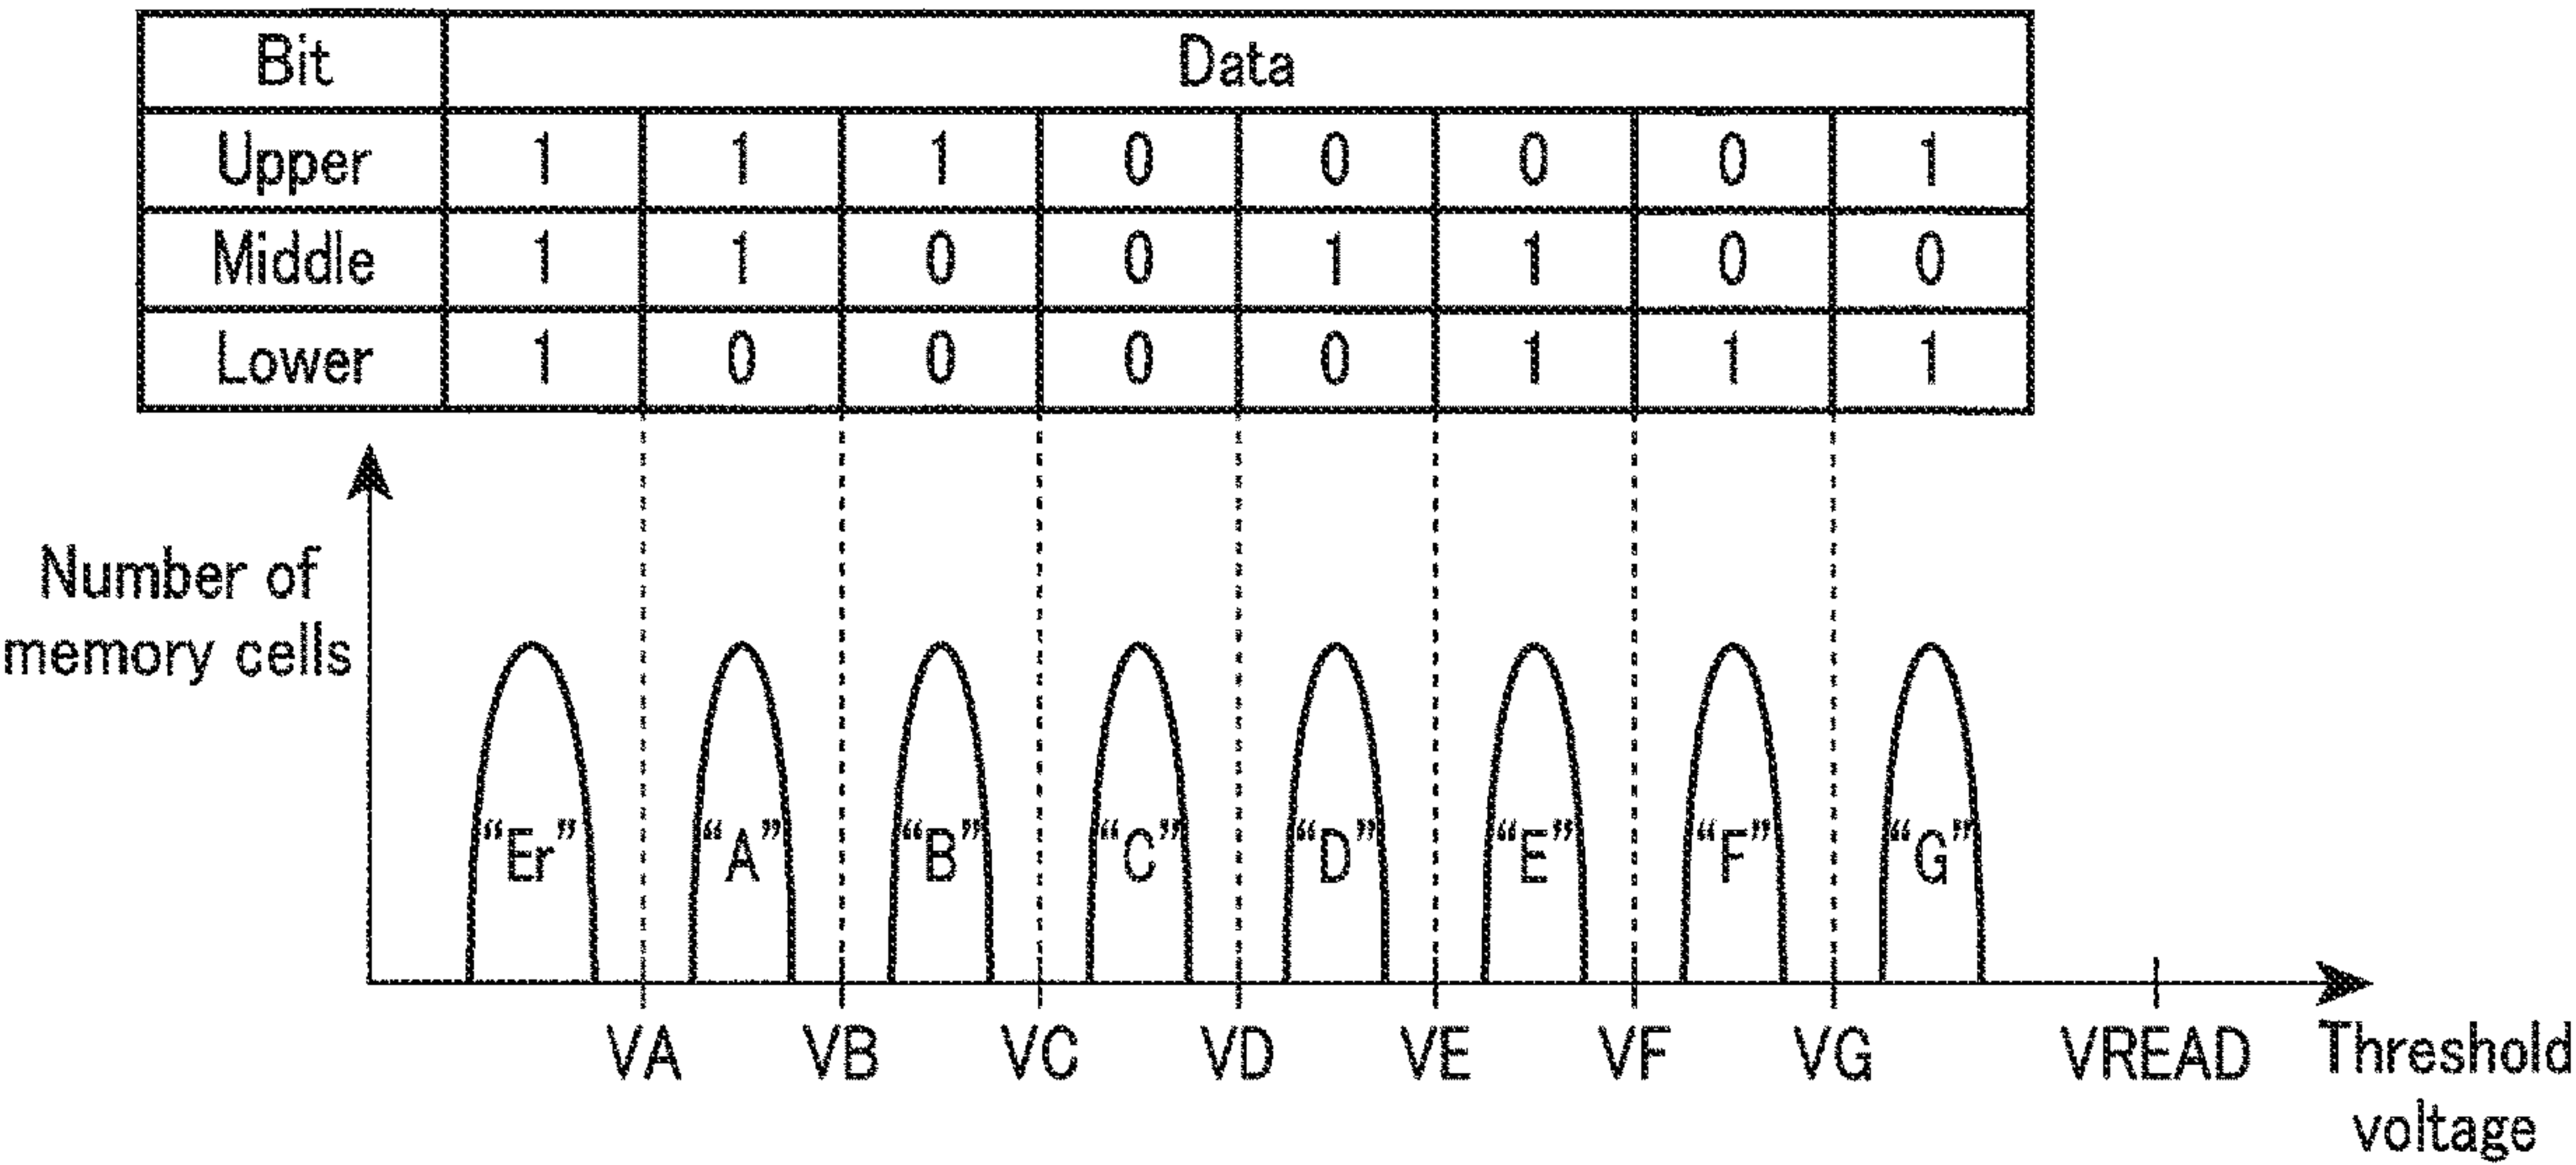 Bit Data
Upper 1 1 1 0 0 0 0 1
Middle 1 1 0 0 1 1 0 0
Lower 1 0 0 0 0 1 1 1
Number of
memory cells
“Er” “A” “B” “C” “D” “E” “F” “G”
VA VB VC VD VE VF VG VREAD Threshold
voltage